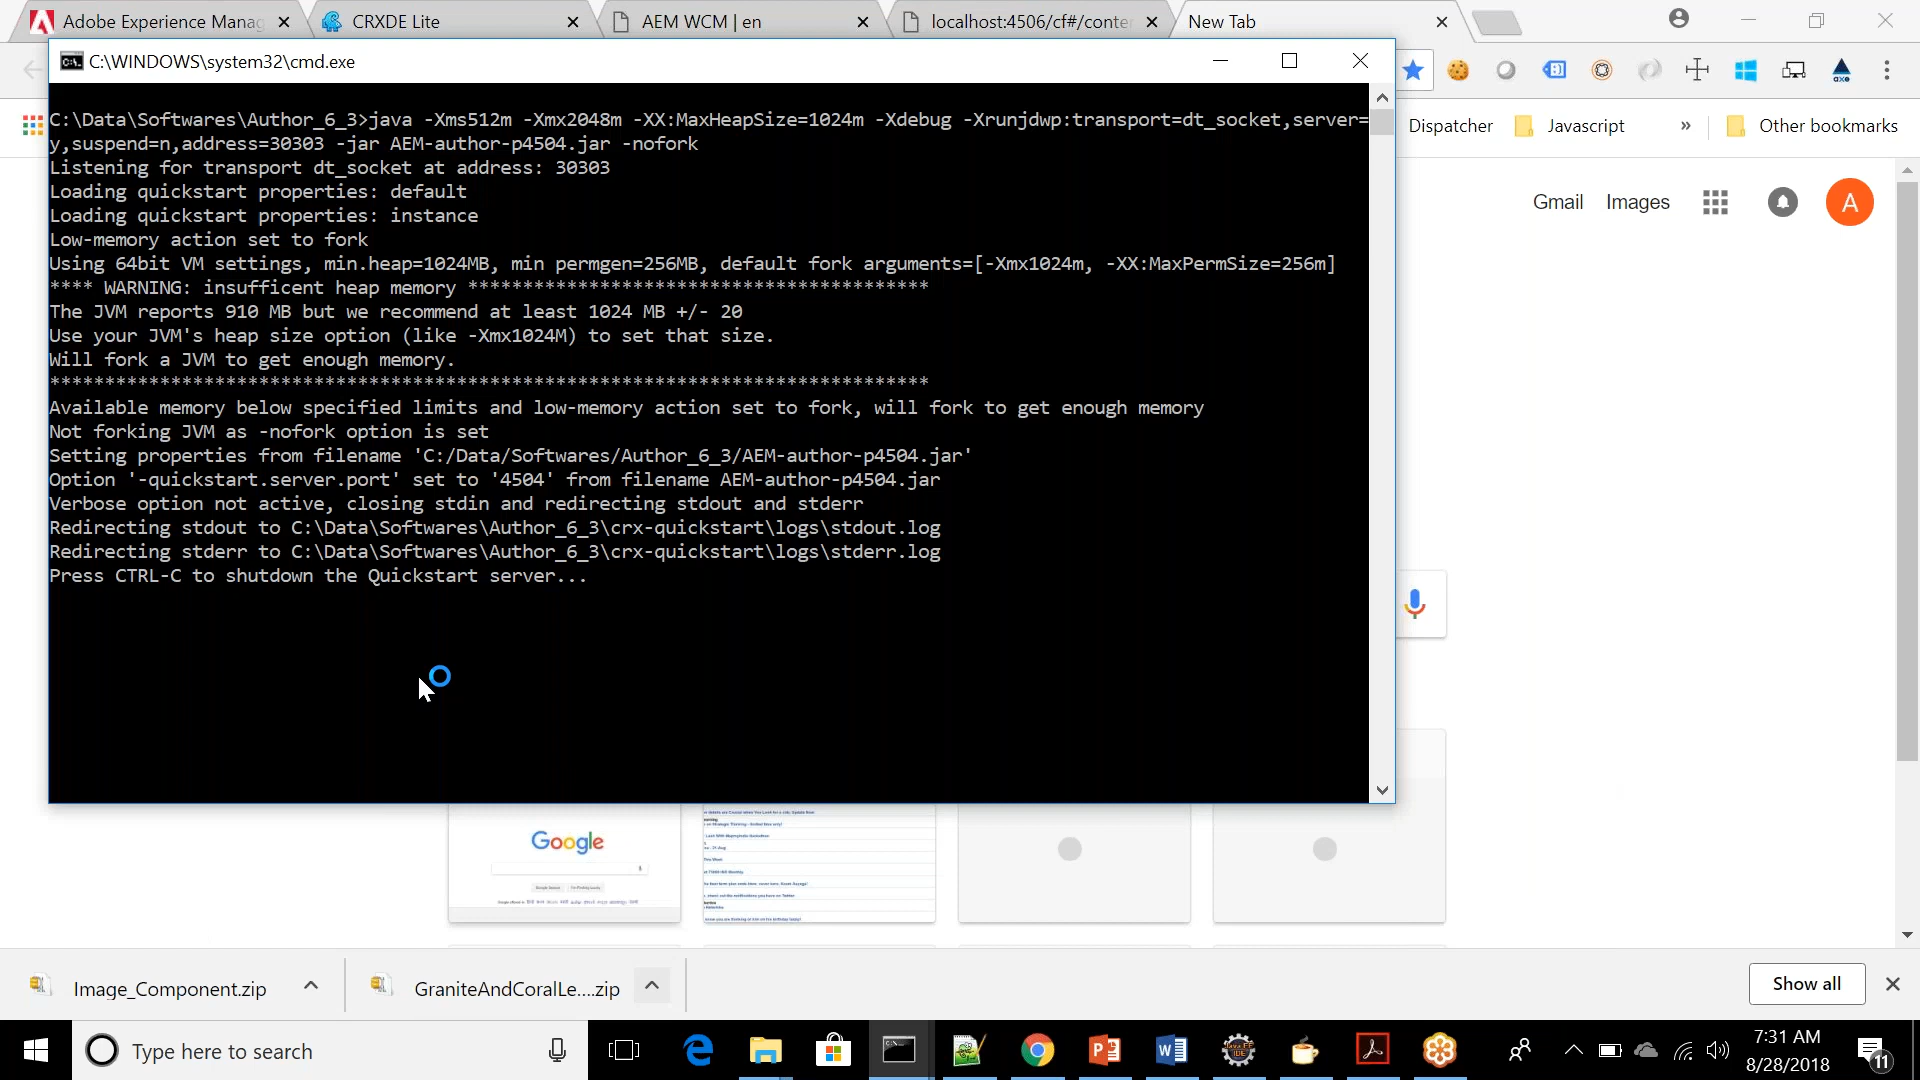 Adobe Experience Manag
CRXDE Lite
AEM WCM | en
localhost:4506/cf#/conter
New Tab
C:\WINDOWS\system32\cmd.exe
Dispatcher
Javascript
»
Other bookmarks
Gmail
Images
A
C:\Data\Softwares\Author_6_3>java -Xms512m -Xmx2048m -XX:MaxHeapSize=1024m -Xdebug -Xrunjdwp:transport=dt_socket,server=
y,suspend=n,address=30303 -jar AEM-author-p4504.jar -nofork
Listening for transport dt_socket at address: 30303
Loading quickstart properties: default
Loading quickstart properties: instance
Low-memory action set to fork
Using 64bit VM settings, min.heap=1024MB, min permgen=256MB, default fork arguments=[-Xmx1024m, -XX:MaxPermSize=256m]
**** WARNING: insufficent heap memory ******************************************
The JVM reports 910 MB but we recommend at least 1024 MB +/- 20
Use your JVM's heap size option (like -Xmx1024M) to set that size.
Will fork a JVM to get enough memory.
********************************************************************************
Available memory below specified limits and low-memory action set to fork, will fork to get enough memory
Not forking JVM as -nofork option is set
Setting properties from filename 'C:/Data/Softwares/Author_6_3/AEM-author-p4504.jar'
Option '-quickstart.server.port' set to '4504' from filename AEM-author-p4504.jar
Verbose option not active, closing stdin and redirecting stdout and stderr
Redirecting stdout to C:\Data\Softwares\Author_6_3\crx-quickstart\logs\stdout.log
Redirecting stderr to C:\Data\Softwares\Author_6_3\crx-quickstart\logs\stderr.log
Press CTRL-C to shutdown the Quickstart server...
Google
Image_Component.zip
GraniteAndCoralLe....zip
Show all
Type here to search
7:31 AM
8/28/2018
11